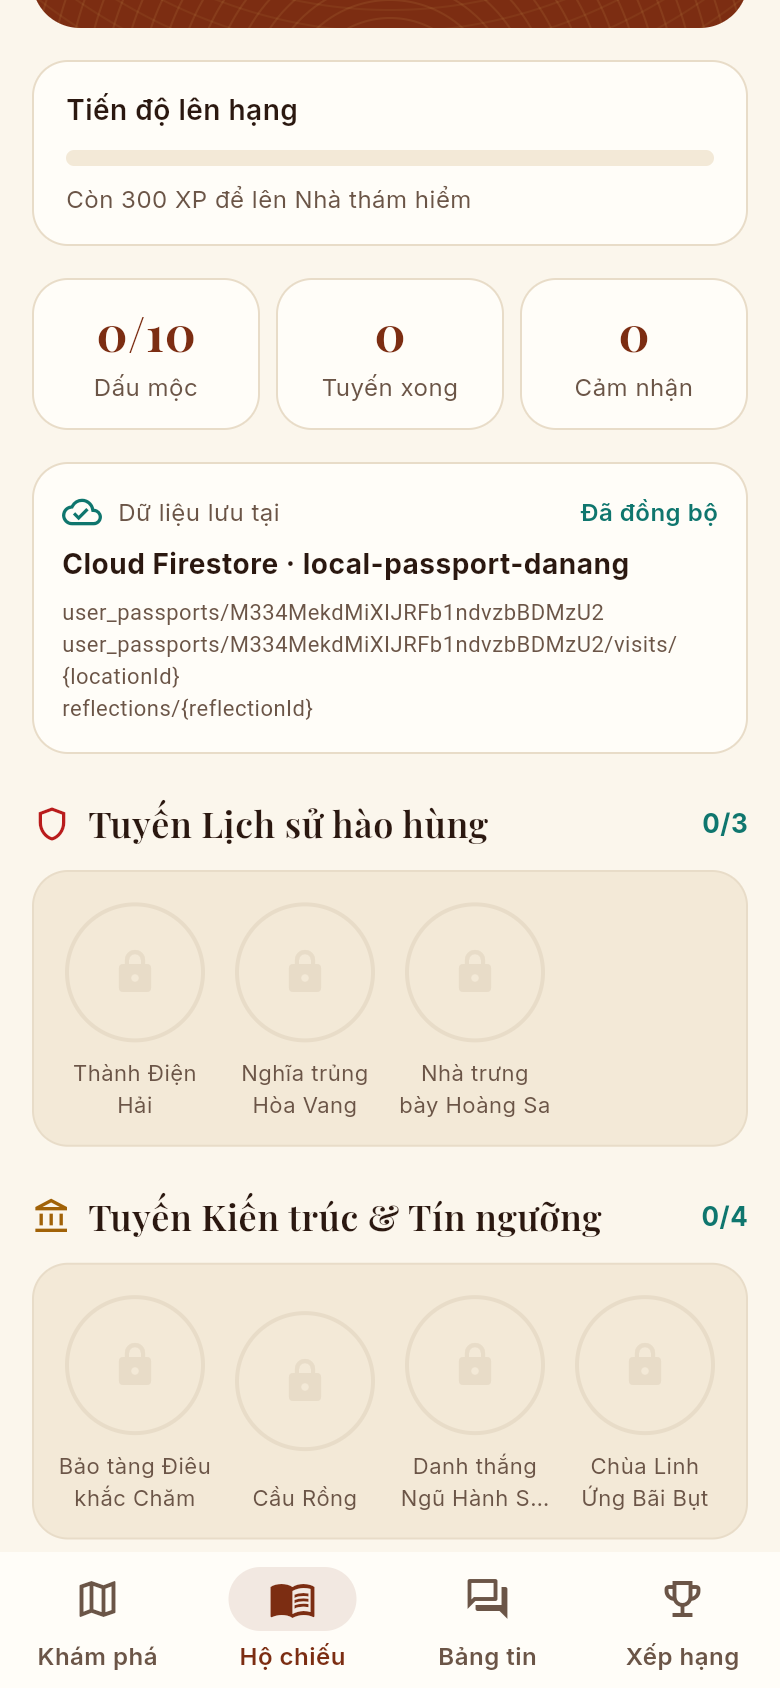 Tiến độ lên hạng
Còn 300 XP để lên Nhà thám hiểm
0/10
Dấu mộc
0
Tuyến xong
0
Cảm nhận
Dữ liệu lưu tại
Đã đồng bộ
Cloud Firestore · local-passport-danang
user_passports/M334MekdMiXIJRFb1ndvzbBDMzU2
user_passports/M334MekdMiXIJRFb1ndvzbBDMzU2/visits/
{locationId}
reflections/{reflectionId}
Tuyến Lịch sử hào hùng
0/3
Thành Điện
Hải
Nghĩa trủng
Hòa Vang
Nhà trưng
bày Hoàng Sa
Tuyến Kiến trúc & Tín ngưỡng
0/4
Bảo tàng Điêu
khắc Chăm
Cầu Rồng
Danh thắng
Ngũ Hành S...
Chùa Linh
Ứng Bãi Bụt
Khám phá
Hộ chiếu
Bảng tin
Xếp hạng